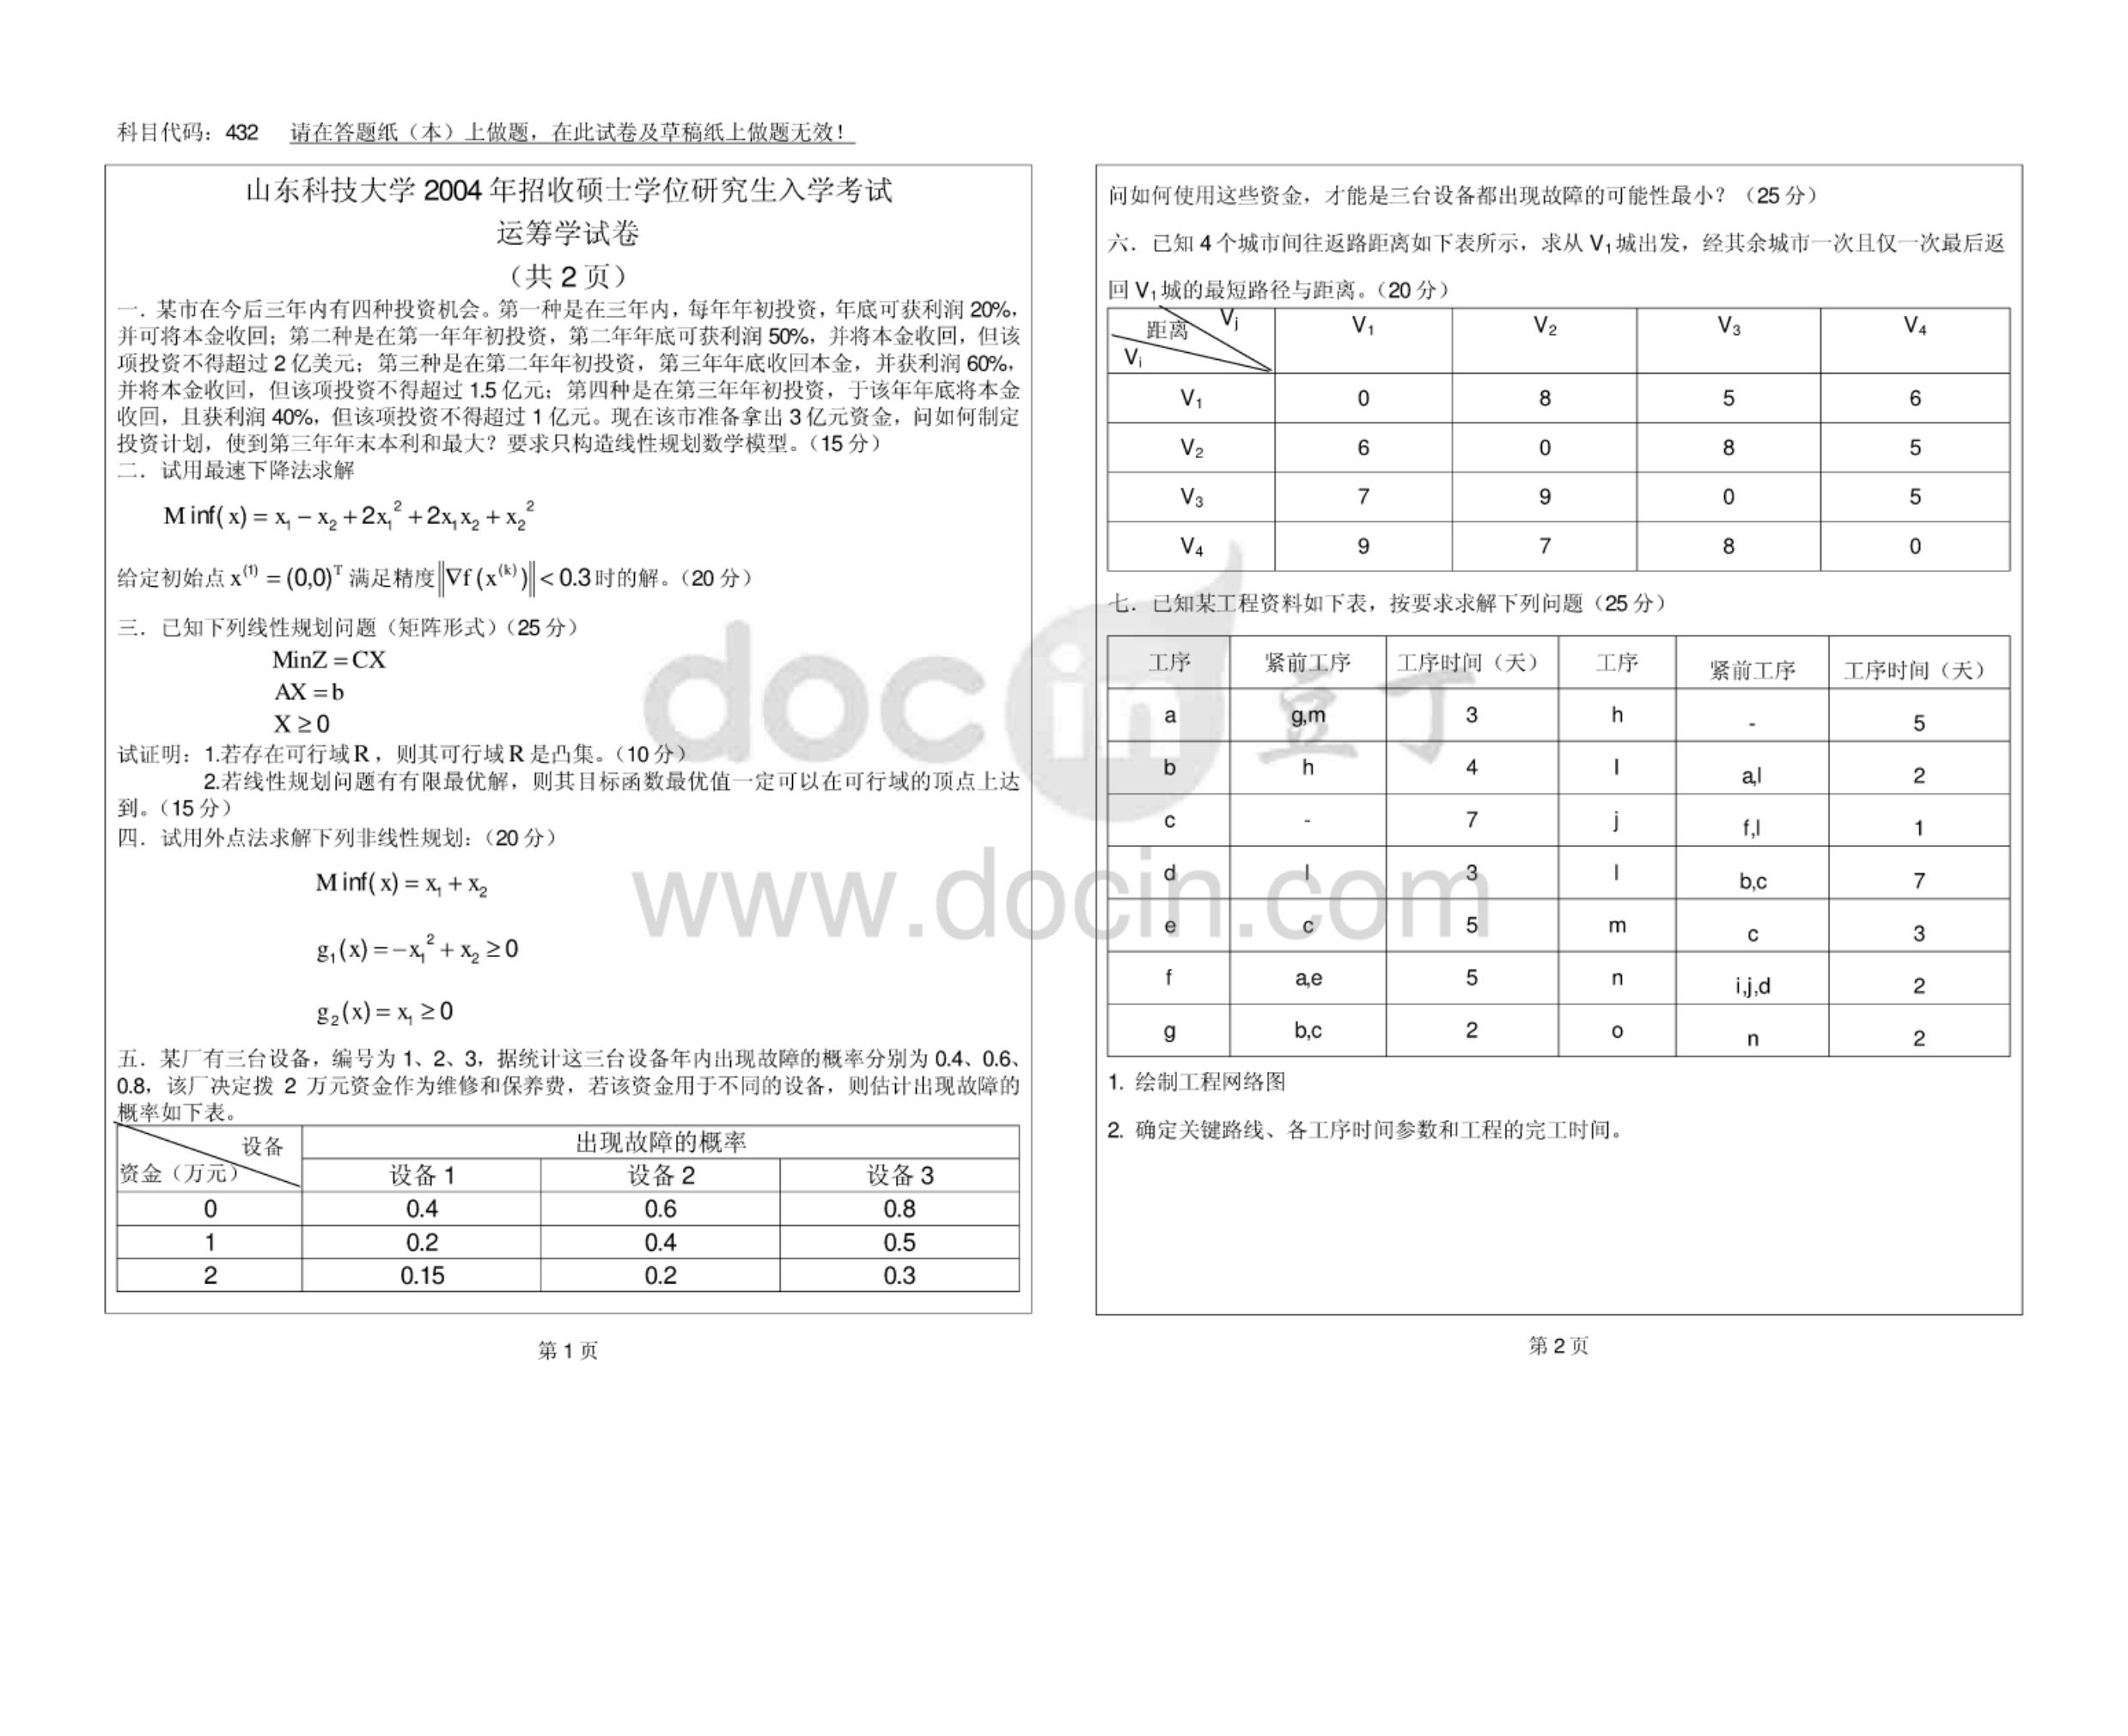 科目代码：432 请在答题纸（本）上做题，在此试卷及草稿纸上做题无效！
山东科技大学 2004 年招收硕士学位研究生入学考试
运筹学试卷
（共 2 页）
一．某市在今后三年内有四种投资机会。第一种是在三年内，每年年初投资，年底可获利润 20%，
并可将本金收回；第二种是在第一年年初投资，第二年年底可获利润 50%，并将本金收回，但该
项投资不得超过 2 亿美元；第三种是在第二年年初投资，第三年年底收回本金，并获利润 60%，
并将本金收回，但该项投资不得超过 1.5 亿元；第四种是在第三年年初投资，于该年年底将本金
收回，且获利润 40%，但该项投资不得超过 1 亿元。现在该市准备拿出 3 亿元资金，问如何制定
投资计划，使到第三年年末本利和最大？要求只构造线性规划数学模型。（15 分）
二．试用最速下降法求解
M inf( x) = x₁ − x₂ + 2x₁² + 2x₁x₂ + x₂²
给定初始点 x⁽¹⁾ = (0,0)ᵀ 满足精度‖∇f (x⁽ᵏ⁾)‖ < 0.3 时的解。（20 分）
三．已知下列线性规划问题（矩阵形式）（25 分）
MinZ = CX
AX = b
X ≥ 0
试证明：1.若存在可行域 R ，则其可行域 R 是凸集。（10 分）
2.若线性规划问题有有限最优解，则其目标函数最优值一定可以在可行域的顶点上达
到。（15 分）
四．试用外点法求解下列非线性规划：（20 分）
M inf( x) = x₁ + x₂
g₁(x) = −x₁² + x₂ ≥ 0
g₂(x) = x₁ ≥ 0
五．某厂有三台设备，编号为 1、2、3，据统计这三台设备年内出现故障的概率分别为 0.4、0.6、
0.8，该厂决定拨 2 万元资金作为维修和保养费，若该资金用于不同的设备，则估计出现故障的
概率如下表。
设备 出现故障的概率
资金（万元） 设备 1 设备 2 设备 3
0 0.4 0.6 0.8
1 0.2 0.4 0.5
2 0.15 0.2 0.3
第 1 页
问如何使用这些资金，才能是三台设备都出现故障的可能性最小？（25 分）
六．已知 4 个城市间往返路距离如下表所示，求从 V₁ 城出发，经其余城市一次且仅一次最后返
回 V₁ 城的最短路径与距离。（20 分）
距离 Vj V₁ V₂ V₃ V₄
Vi
V₁ 0 8 5 6
V₂ 6 0 8 5
V₃ 7 9 0 5
V₄ 9 7 8 0
七．已知某工程资料如下表，按要求求解下列问题（25 分）
工序 紧前工序 工序时间（天） 工序 紧前工序 工序时间（天）
a g,m 3 h - 5
b h 4 I a,l 2
c - 7 j f,l 1
d l 3 l b,c 7
e c 5 m c 3
f a,e 5 n i,j,d 2
g b,c 2 o n 2
1. 绘制工程网络图
2. 确定关键路线、各工序时间参数和工程的完工时间。
第 2 页
docin 豆丁
www.docin.com